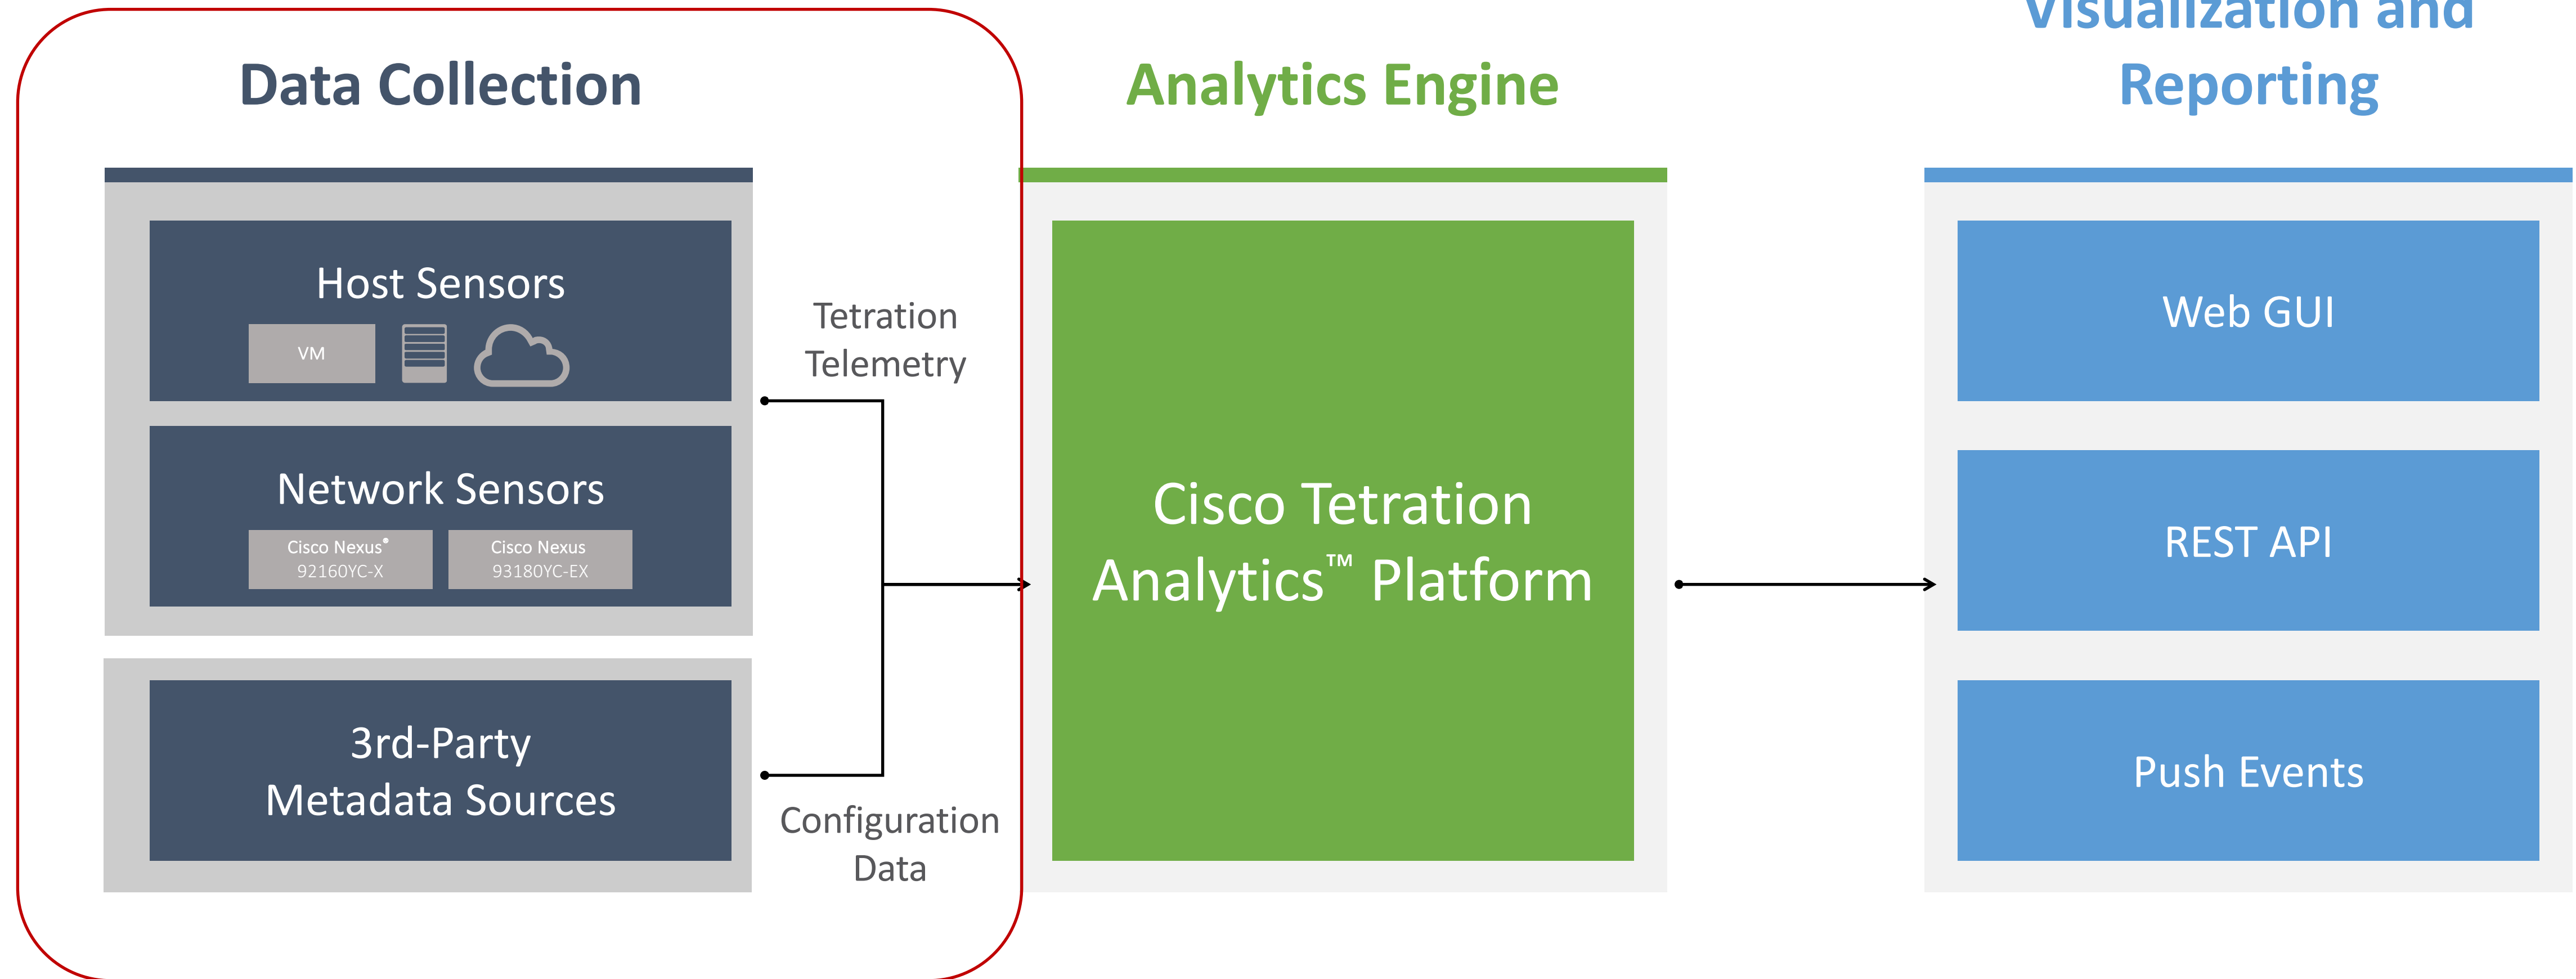 Data Collection
Host Sensors
VM
Network Sensors
Cisco Nexus®
92160YC-X
Cisco Nexus
93180YC-EX
3rd-Party
Metadata Sources
Tetration
Telemetry
Configuration
Data
Analytics Engine
Cisco Tetration
Analytics™ Platform
Visualization and
Reporting
Web GUI
REST API
Push Events